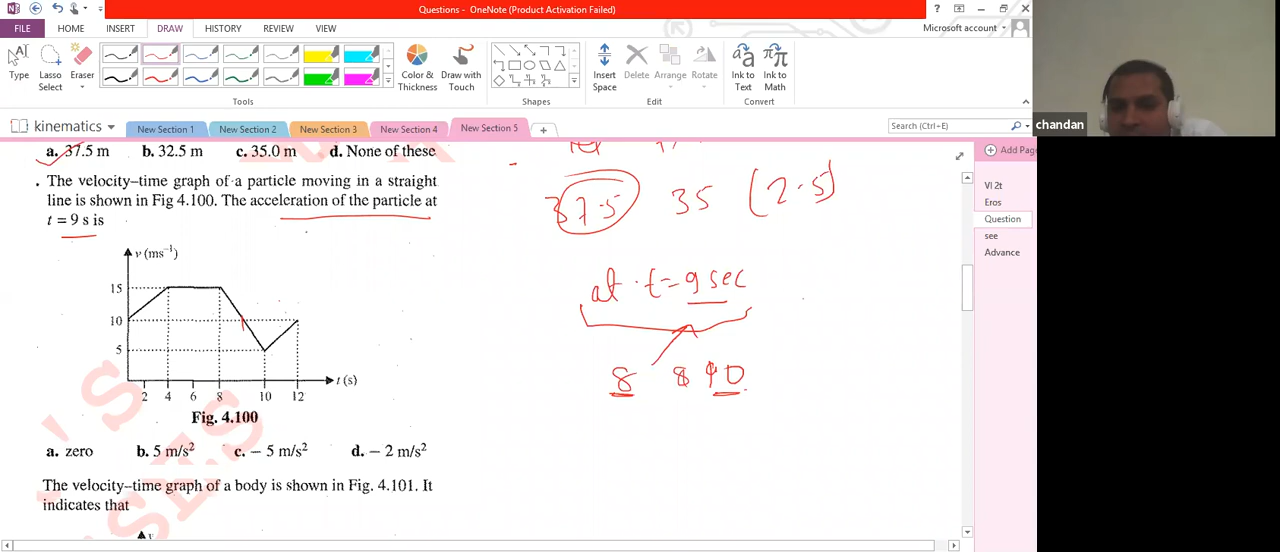 Questions - OneNote (Product Activation Failed)
?
Microsoft account
FILE HOME INSERT DRAW HISTORY REVIEW VIEW
Type
Lasso Select
Eraser
Color & Thickness
Draw with Touch
Insert Space
Delete
Arrange
Rotate
Ink to Text
Ink to Math
Tools
Shapes
Edit
Convert
kinematics
New Section 1
New Section 2
New Section 3
New Section 4
New Section 5
+
Search (Ctrl+E)
chandan
Add Pag
VI 2t
Eros
Question
see
Advance
a. 37.5 m b. 32.5 m c. 35.0 m d. None of these
The velocity–time graph of a particle moving in a straight
line is shown in Fig 4.100. The acceleration of the particle at
t = 9 s is
v (ms⁻¹)
15
10
5
2 4 6 8 10 12
t (s)
Fig. 4.100
a. zero b. 5 m/s² c. – 5 m/s² d. – 2 m/s²
The velocity–time graph of a body is shown in Fig. 4.101. It
indicates that
v
37.5 35 (2.5)
at t = 9 sec
8 8 10